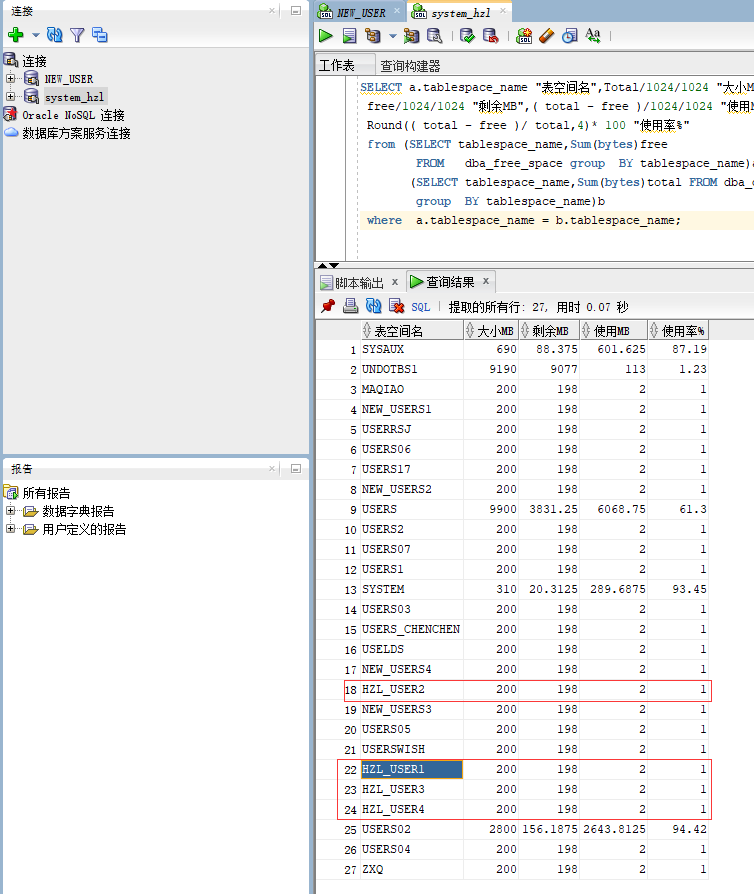 连接
NEW_USER
system_hzl
连接
NEW_USER
system_hzl
Oracle NoSQL 连接
数据库方案服务连接
报告
所有报告
数据字典报告
用户定义的报告
工作表 查询构建器
SELECT a.tablespace_name "表空间名",Total/1024/1024 "大小M
free/1024/1024 "剩余MB",( total - free )/1024/1024 "使用
Round(( total - free )/ total,4)* 100 "使用率%"
from (SELECT tablespace_name,Sum(bytes)free
FROM dba_free_space group BY tablespace_name)a
(SELECT tablespace_name,Sum(bytes)total FROM dba_
group BY tablespace_name)b
where a.tablespace_name = b.tablespace_name;
脚本输出 x 查询结果 x
SQL 提取的所有行: 27, 用时 0.07 秒
表空间名 大小MB 剩余MB 使用MB 使用率%
1 SYSAUX 690 88.375 601.625 87.19
2 UNDOTBS1 9190 9077 113 1.23
3 MAQIAO 200 198 2 1
4 NEW_USERS1 200 198 2 1
5 USERRSJ 200 198 2 1
6 USERS06 200 198 2 1
7 USERS17 200 198 2 1
8 NEW_USERS2 200 198 2 1
9 USERS 9900 3831.25 6068.75 61.3
10 USERS2 200 198 2 1
11 USERS07 200 198 2 1
12 USERS1 200 198 2 1
13 SYSTEM 310 20.3125 289.6875 93.45
14 USERS03 200 198 2 1
15 USERS_CHENCHEN 200 198 2 1
16 USELDS 200 198 2 1
17 NEW_USERS4 200 198 2 1
18 HZL_USER2 200 198 2 1
19 NEW_USERS3 200 198 2 1
20 USERS05 200 198 2 1
21 USERSWISH 200 198 2 1
22 HZL_USER1 200 198 2 1
23 HZL_USER3 200 198 2 1
24 HZL_USER4 200 198 2 1
25 USERS02 2800 156.1875 2643.8125 94.42
26 USERS04 200 198 2 1
27 ZXQ 200 198 2 1